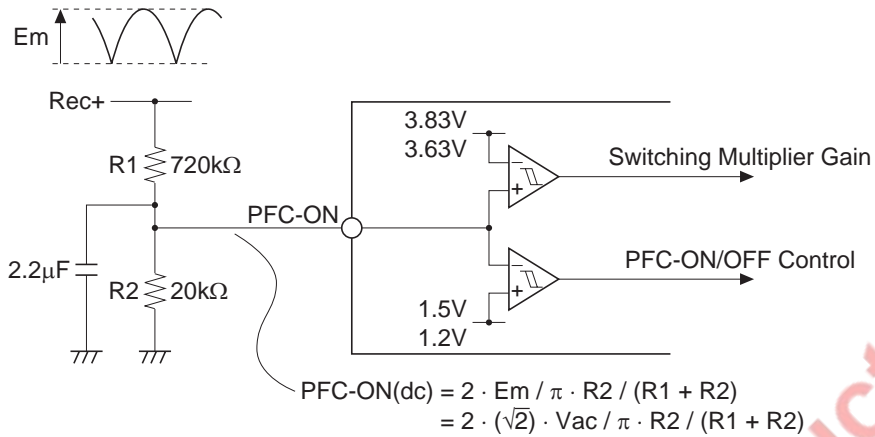 Em
Rec+
3.83V
3.63V
Switching Multiplier Gain
R1 720kΩ
− +
PFC-ON
PFC-ON/OFF Control
− +
2.2μF
R2 20kΩ
1.5V
1.2V
PFC-ON(dc) = 2 · Em / π · R2 / (R1 + R2)
= 2 · (√2) · Vac / π · R2 / (R1 + R2)